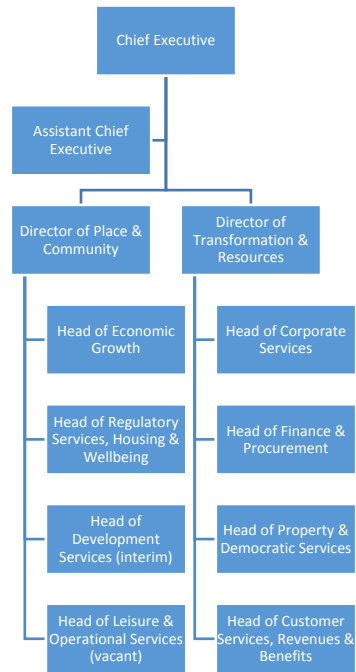 Chief Executive
Assistant Chief
Executive
Director of Place &
Community
Director of
Transformation &
Resources
Head of Economic
Growth
Head of Corporate
Services
Head of Regulatory
Services, Housing &
Wellbeing
Head of Finance &
Procurement
Head of
Development
Services (interim)
Head of Property &
Democratic Services
Head of Leisure &
Operational Services
(vacant)
Head of Customer
Services, Revenues &
Benefits